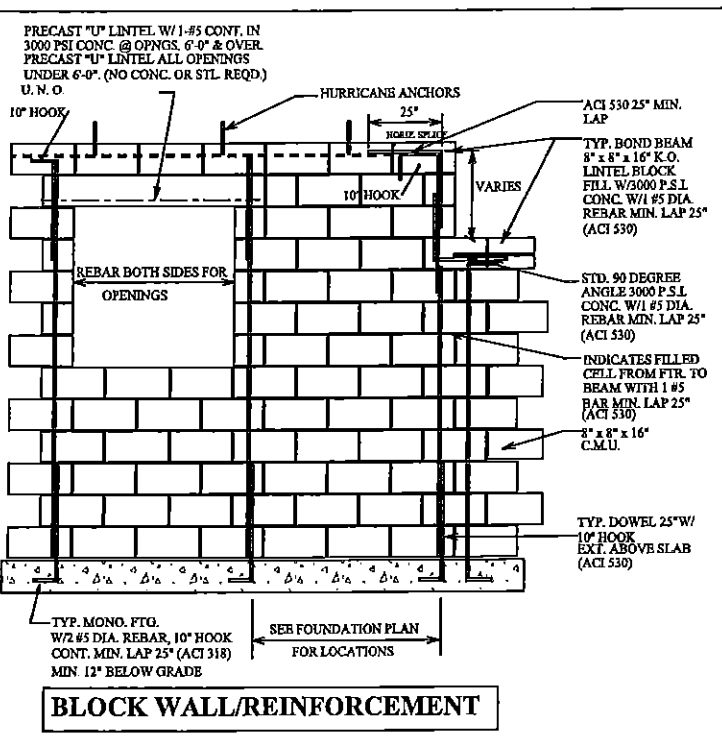 PRECAST "U" LINTEL W/ 1-#5 CONT. IN
3000 PSI CONC. @ OPNGS, 6'-0" & OVER.
PRECAST "U" LINTEL ALL OPENINGS
UNDER 6'-0". (NO CONC. OR STL. REQD.)
U. N. O.
10" HOOK
HURRICANE ANCHORS
25"
HORIZ. SPLICE
10" HOOK
VARIES
ACI 530 25" MIN.
LAP
TYP. BOND BEAM
8" x 8" x 16" K.O.
LINTEL BLOCK
FILL W/3000 P.S.I.
CONC. W/1 #5 DIA.
REBAR MIN. LAP 25"
(ACI 530)
REBAR BOTH SIDES FOR
OPENINGS
STD. 90 DEGREE
ANGLE 3000 P.S.I.
CONC. W/1 #5 DIA.
REBAR MIN. LAP 25"
(ACI 530)
INDICATES FILLED
CELL FROM FTR. TO
BEAM WITH 1 #5
BAR MIN. LAP 25"
(ACI 530)
8" x 8" x 16"
C.M.U.
TYP. DOWEL 25"W/
10" HOOK
EXT. ABOVE SLAB
(ACI 530)
TYP. MONO. FTG.
W/2 #5 DIA. REBAR, 10" HOOK
CONT. MIN. LAP 25" (ACI 318)
MIN. 12" BELOW GRADE
SEE FOUNDATION PLAN
FOR LOCATIONS
BLOCK WALL/REINFORCEMENT